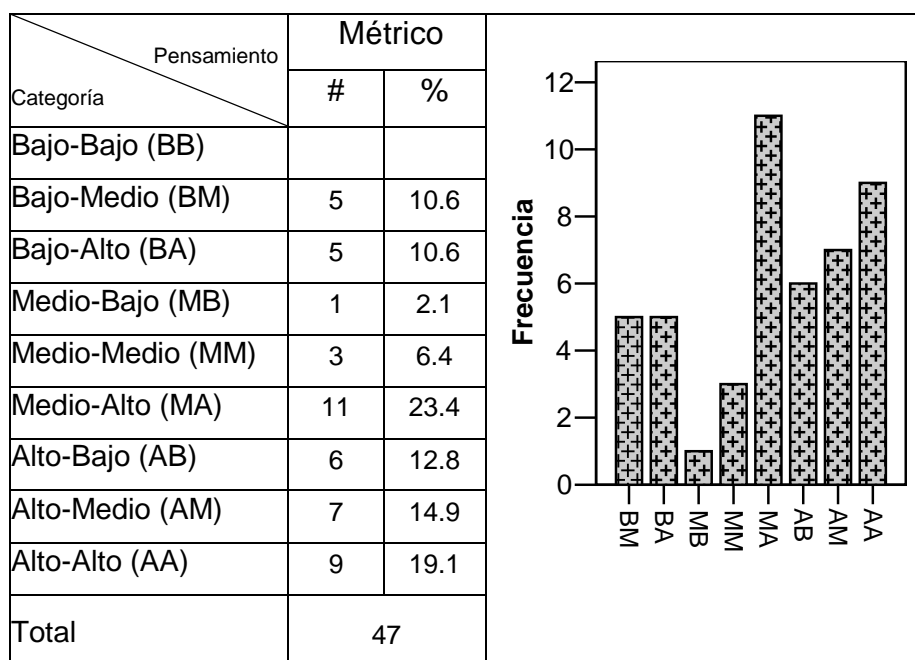 Pensamiento
Categoría
Métrico
# %
Bajo-Bajo (BB)
Bajo-Medio (BM) 5 10.6
Bajo-Alto (BA) 5 10.6
Medio-Bajo (MB) 1 2.1
Medio-Medio (MM) 3 6.4
Medio-Alto (MA) 11 23.4
Alto-Bajo (AB) 6 12.8
Alto-Medio (AM) 7 14.9
Alto-Alto (AA) 9 19.1
Total 47
Frecuencia
12
10
8
6
4
2
0
BM BA MB MM MA AB AM AA